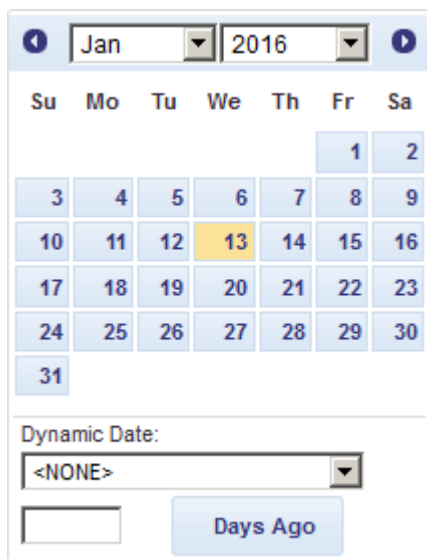 Jan 2016
Su Mo Tu We Th Fr Sa
1 2
3 4 5 6 7 8 9
10 11 12 13 14 15 16
17 18 19 20 21 22 23
24 25 26 27 28 29 30
31
Dynamic Date:
<NONE>
Days Ago